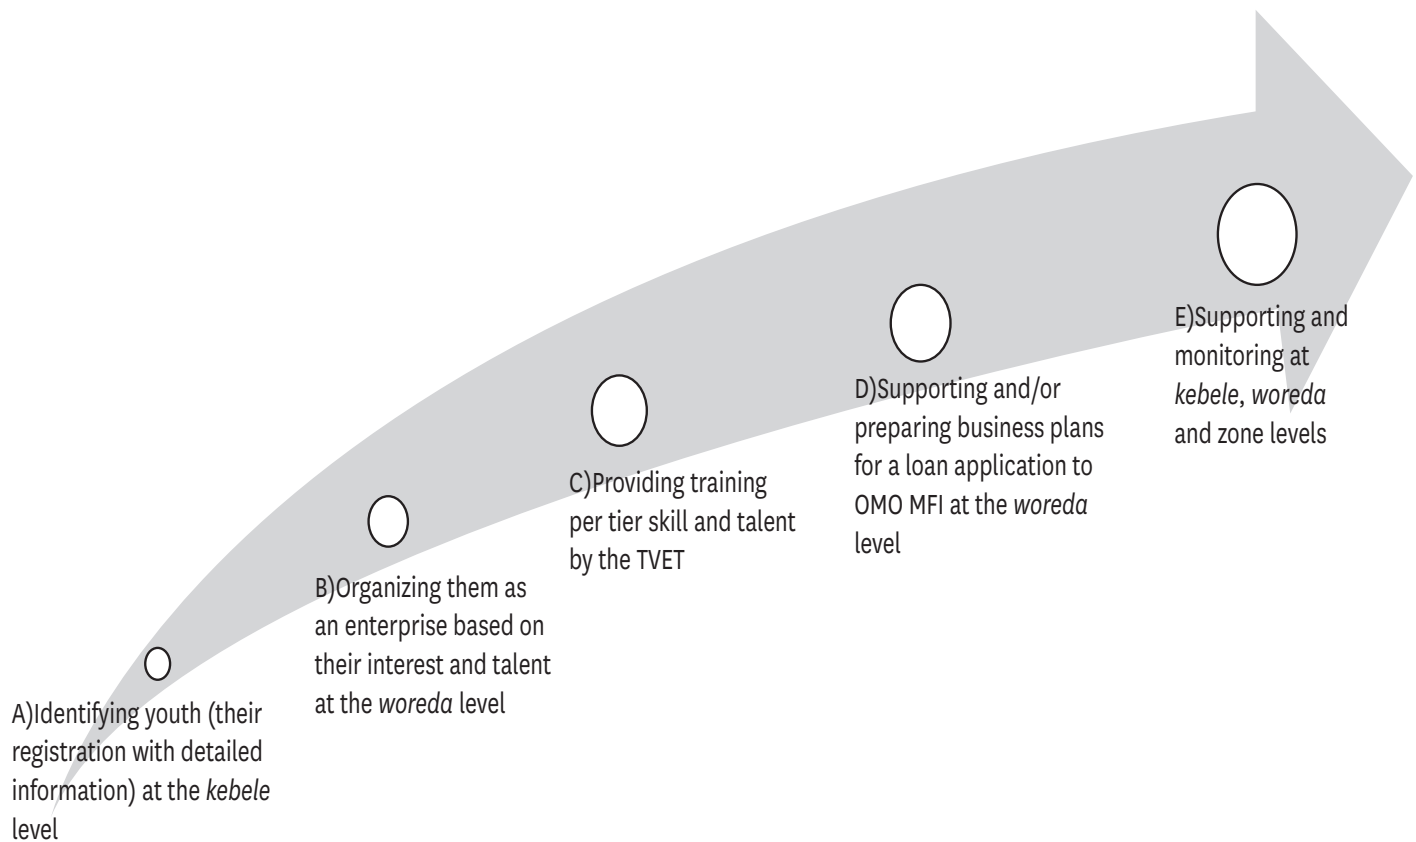 A)Identifying youth (their
registration with detailed
information) at the kebele
level
B)Organizing them as
an enterprise based on
their interest and talent
at the woreda level
C)Providing training
per tier skill and talent
by the TVET
D)Supporting and/or
preparing business plans
for a loan application to
OMO MFI at the woreda
level
E)Supporting and
monitoring at
kebele, woreda
and zone levels